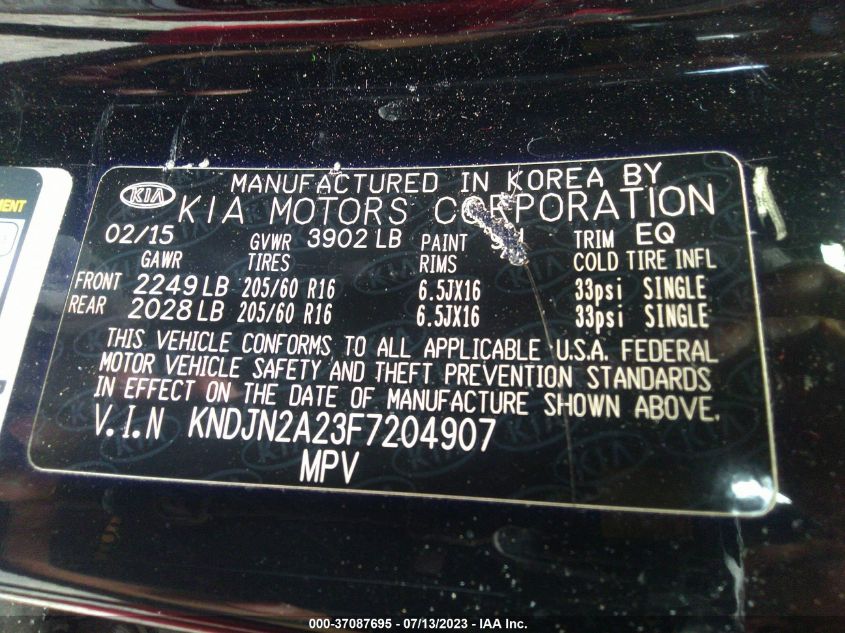 MENT
KIA
MANUFACTURED IN KOREA BY
KIA MOTORS CORPORATION
02/15 GVWR 3902 LB PAINT TRIM EQ
GAWR TIRES RIMS COLD TIRE INFL
FRONT 2249 LB 205/60 R16 6.5JX16 33psi SINGLE
REAR 2028 LB 205/60 R16 6.5JX16 33psi SINGLE
THIS VEHICLE CONFORMS TO ALL APPLICABLE U.S.A. FEDERAL
MOTOR VEHICLE SAFETY AND THEFT PREVENTION STANDARDS
IN EFFECT ON THE DATE OF MANUFACTURE SHOWN ABOVE.
V.I.N KNDJN2A23F7204907
MPV
000-37087695 - 07/13/2023 - IAA Inc.